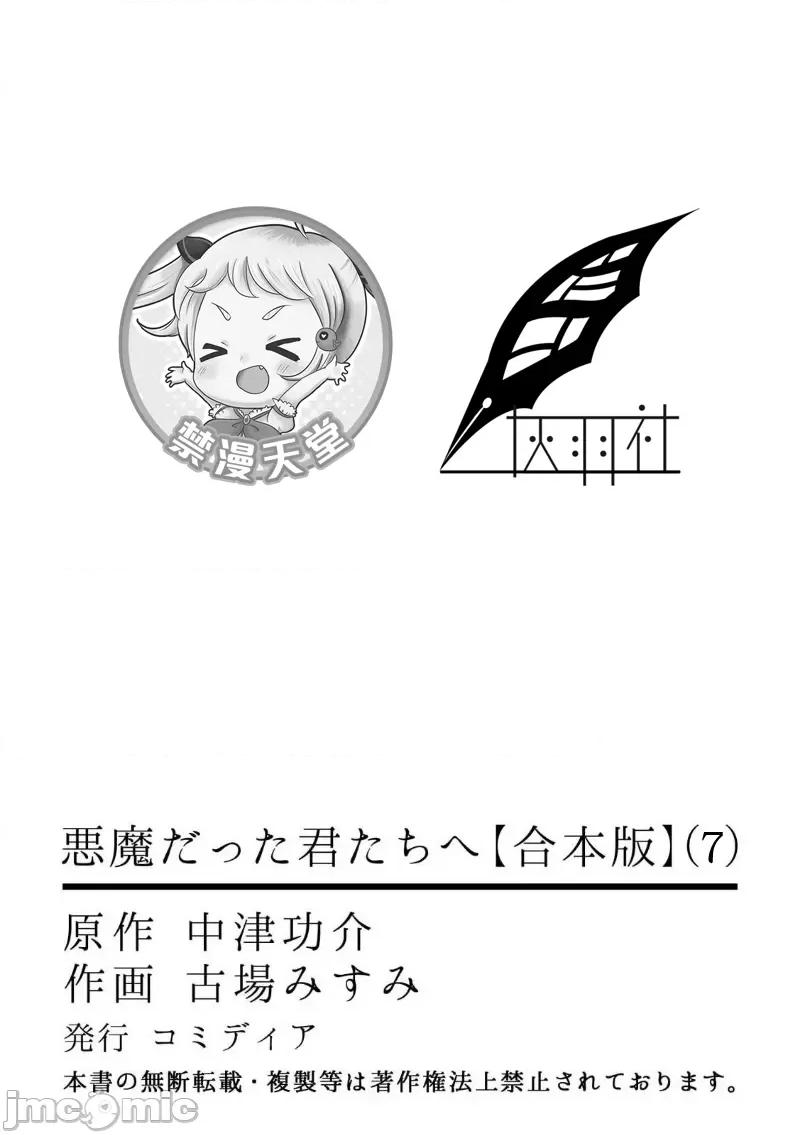 禁漫天堂
悪魔だった君たちへ【合本版】(7)
原作 中津功介
作画 古場みすみ
発行 コミディア
本書の無断転載・複製等は著作権法上禁止されております。
jmcomic